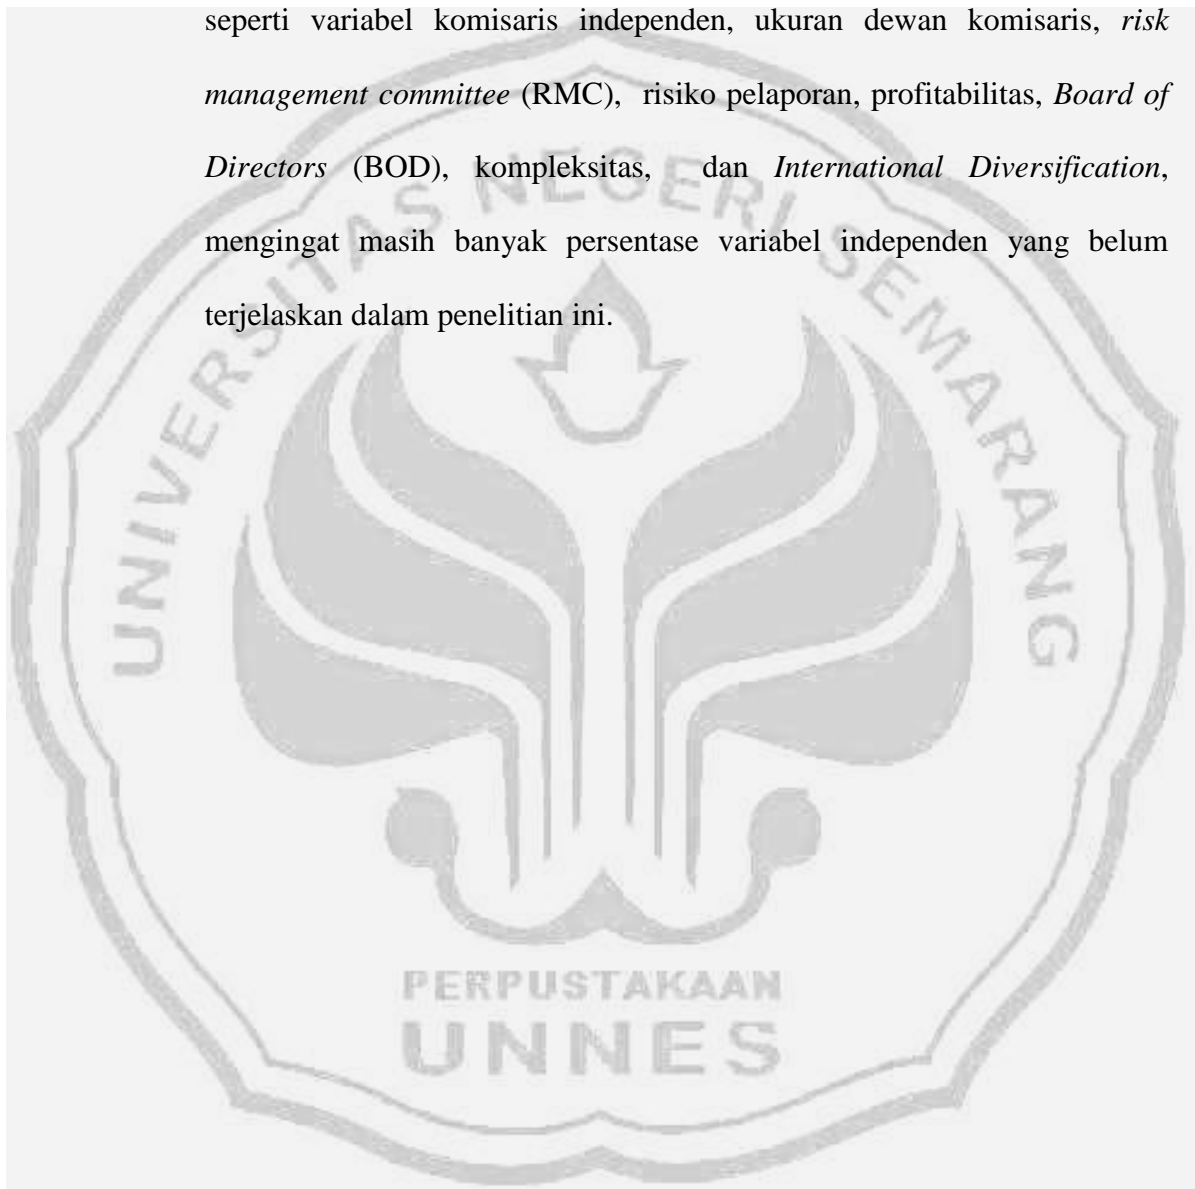 seperti variabel komisaris independen, ukuran dewan komisaris, risk
management committee (RMC), risiko pelaporan, profitabilitas, Board of
Directors (BOD), kompleksitas, dan International Diversification,
mengingat masih banyak persentase variabel independen yang belum
terjelaskan dalam penelitian ini.
UNIVERSITAS NEGERI SEMARANG
PERPUSTAKAAN
UNNES